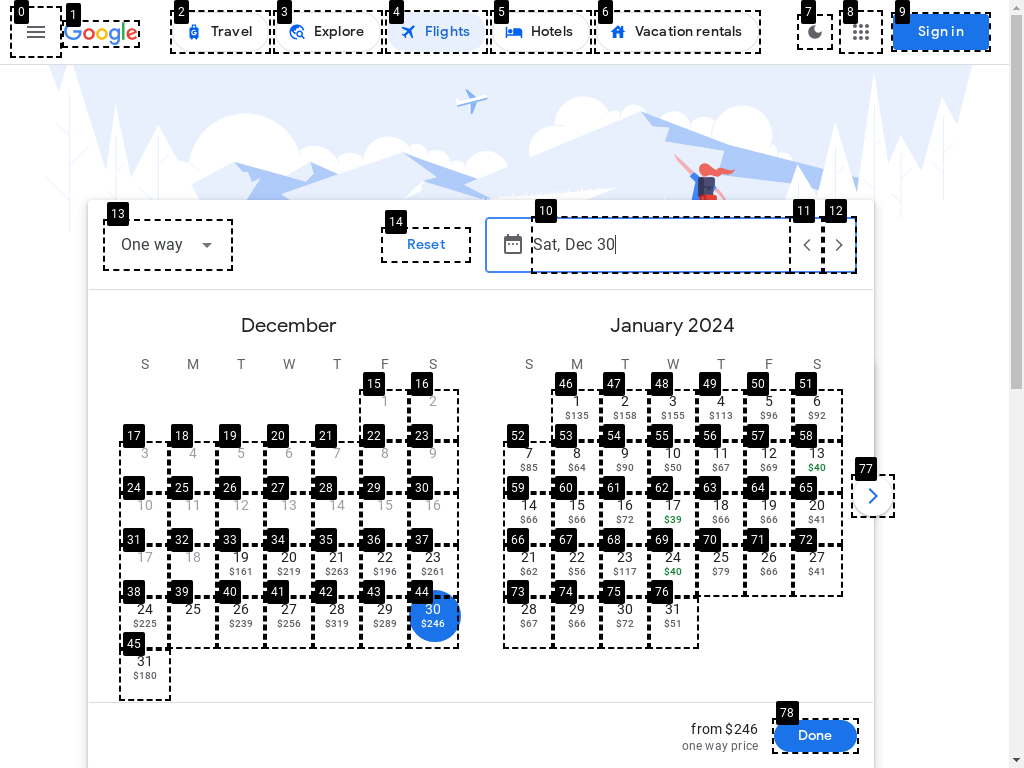 0 1 2 3 4 5 6 7 8 9
Google Travel Explore Flights Hotels Vacation rentals Sign in
13 14 10 11 12
One way Reset Sat, Dec 30
December
S M T W T F S
15 16
1 2
17 18 19 20 21 22 23
3 4 5 6 7 8 9
24 25 26 27 28 29 30
10 11 12 13 14 15 16
31 32 33 34 35 36 37
17 18 19 20 21 22 23
$161 $219 $263 $196 $261
38 39 40 41 42 43 44
24 25 26 27 28 29 30
$225 $239 $256 $319 $289 $246
45
31
$180
January 2024
S M T W T F S
46 47 48 49 50 51
1 2 3 4 5 6
$135 $158 $155 $113 $96 $92
52 53 54 55 56 57 58
7 8 9 10 11 12 13
$85 $64 $90 $50 $67 $69 $40
59 60 61 62 63 64 65
14 15 16 17 18 19 20
$66 $66 $72 $39 $66 $66 $41
66 67 68 69 70 71 72
21 22 23 24 25 26 27
$62 $56 $117 $40 $79 $66 $41
73 74 75 76
28 29 30 31
$67 $66 $72 $51
77
78
from $246
one way price
Done